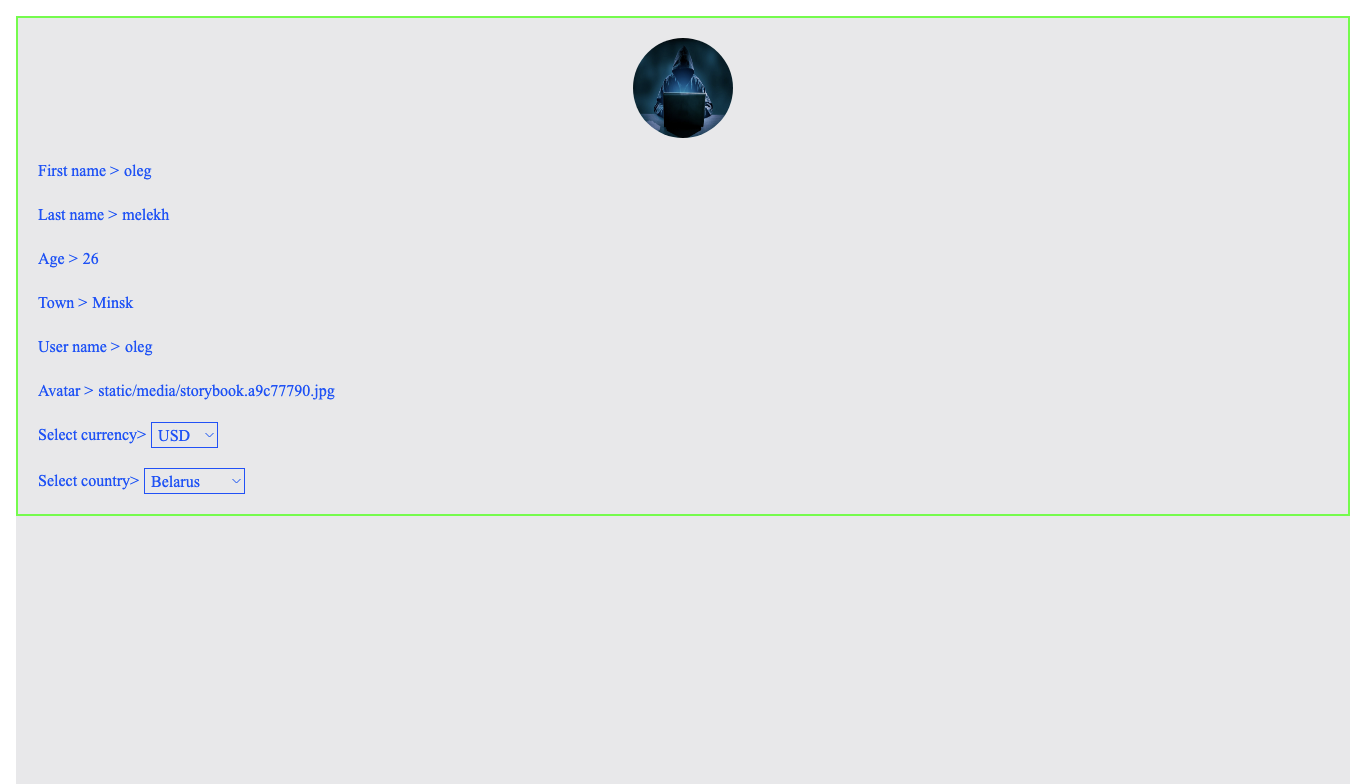 First name > oleg
Last name > melekh
Age > 26
Town > Minsk
User name > oleg
Avatar > static/media/storybook.a9c77790.jpg
Select currency> USD
Select country> Belarus